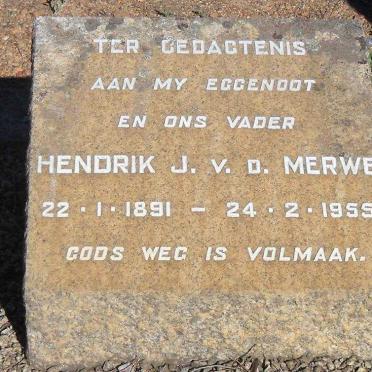 TER GEDAGTENIS
AAN MY EGGENOOT
EN ONS VADER
HENDRIK J. V. D. MERWE
22 · 1 · 1891 – 24 · 2 · 1959
GODS WEG IS VOLMAAK.